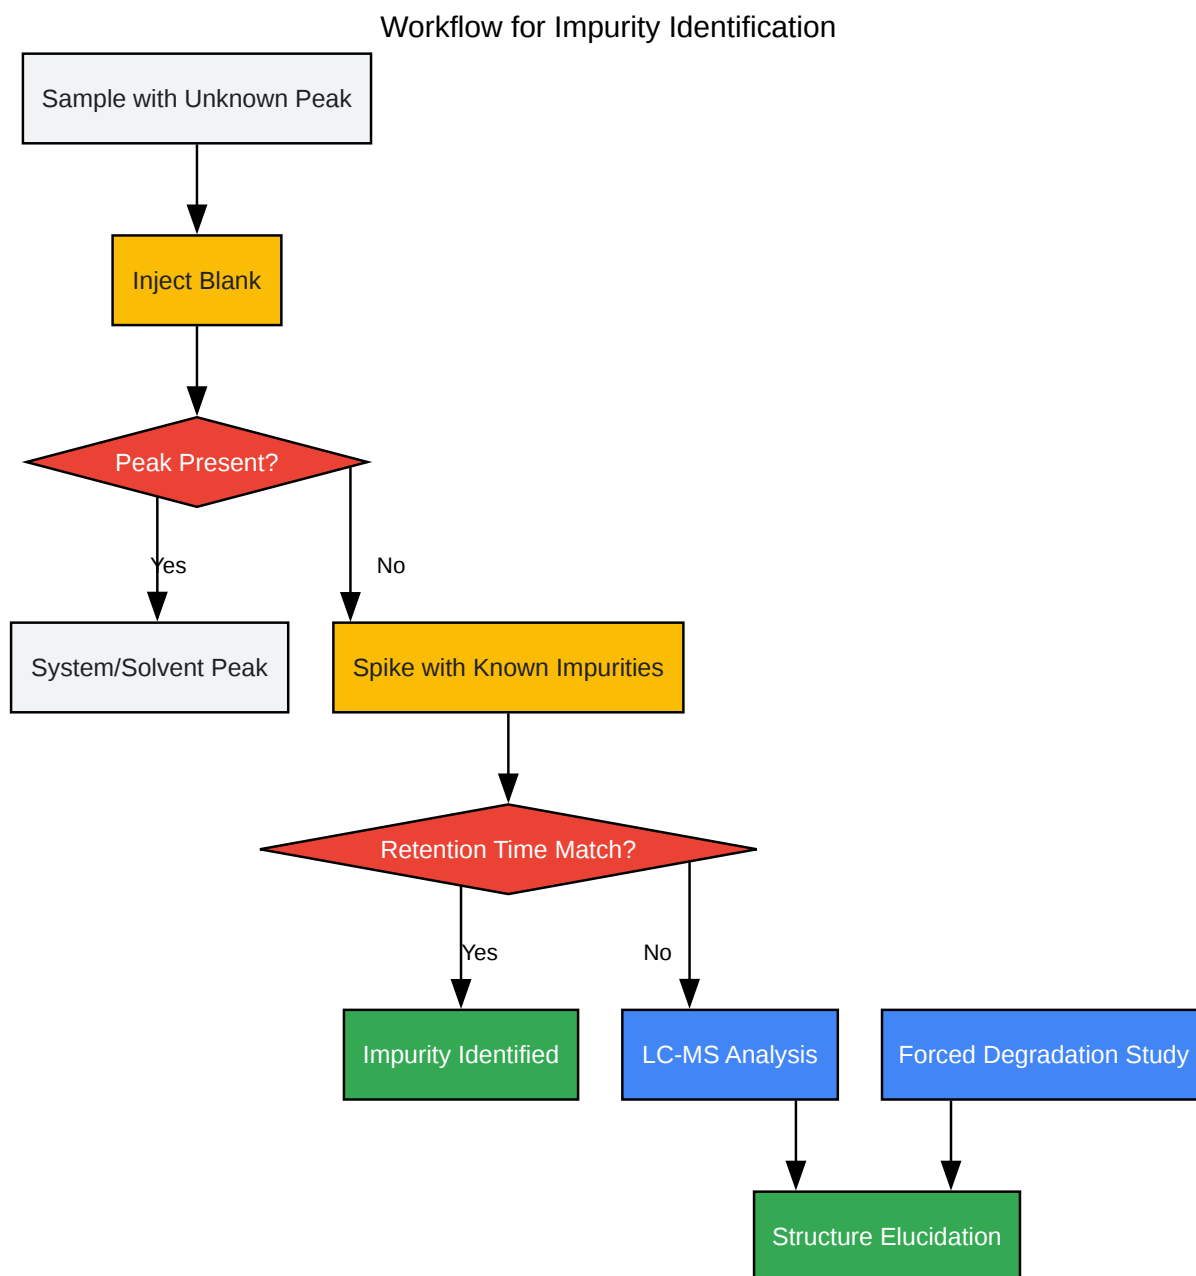 Workflow for Impurity Identification
Sample with Unknown Peak
Inject Blank
Peak Present?
Yes
No
System/Solvent Peak
Spike with Known Impurities
Retention Time Match?
Yes
No
Impurity Identified
LC-MS Analysis
Forced Degradation Study
Structure Elucidation